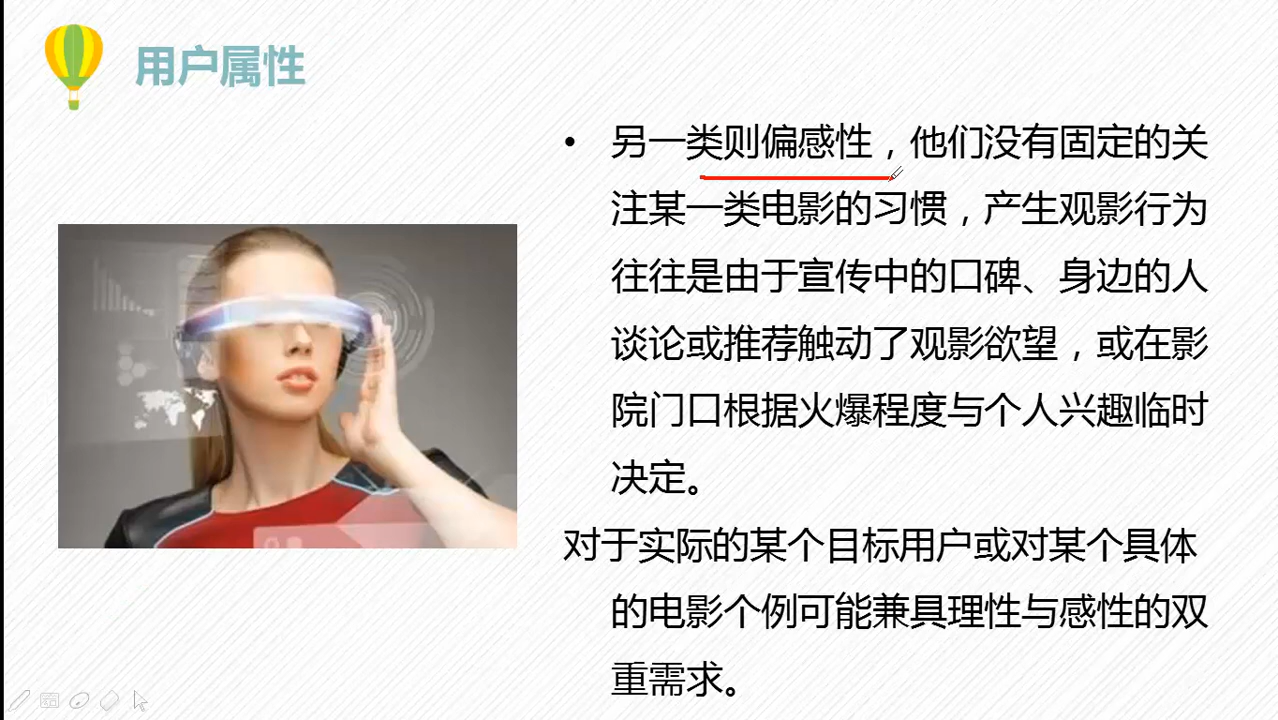 用户属性
• 另一类则偏感性，他们没有固定的关
注某一类电影的习惯，产生观影行为
往往是由于宣传中的口碑、身边的人
谈论或推荐触动了观影欲望，或在影
院门口根据火爆程度与个人兴趣临时
决定。
对于实际的某个目标用户或对某个具体
的电影个例可能兼具理性与感性的双
重需求。